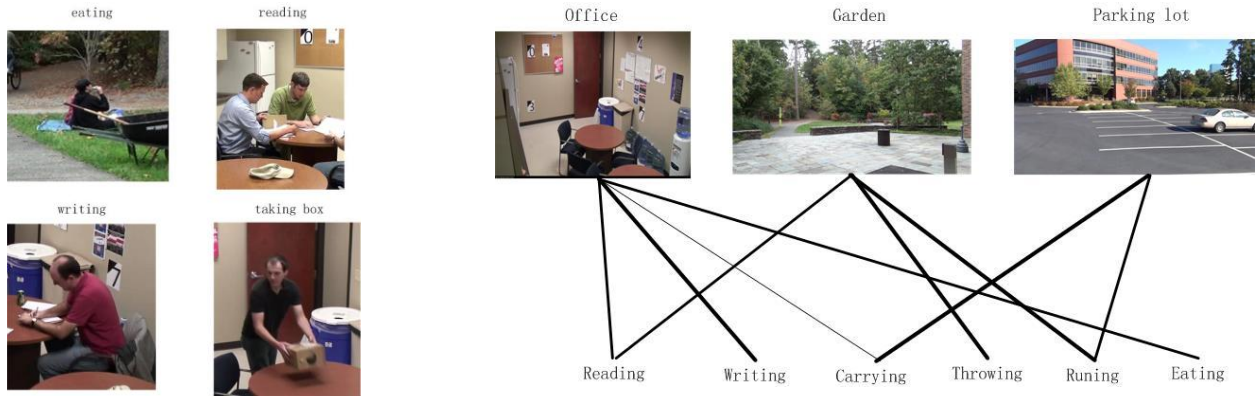 eating
reading
writing
taking box
Office
Garden
Parking lot
Reading
Writing
Carrying
Throwing
Runing
Eating